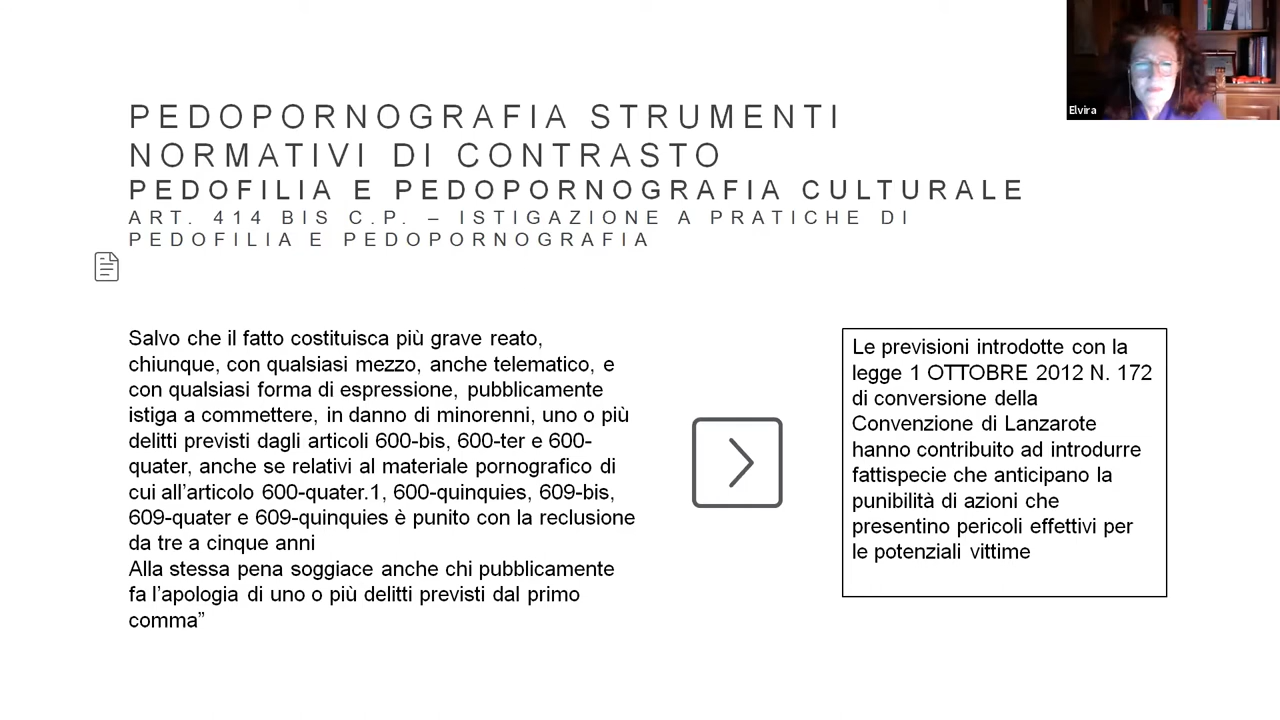 PEDOPORNOGRAFIA STRUMENTI
NORMATIVI DI CONTRASTO
PEDOFILIA E PEDOPORNOGRAFIA CULTURALE
ART. 414 BIS C.P. – ISTIGAZIONE A PRATICHE DI
PEDOFILIA E PEDOPORNOGRAFIA
Salvo che il fatto costituisca più grave reato,
chiunque, con qualsiasi mezzo, anche telematico, e
con qualsiasi forma di espressione, pubblicamente
istiga a commettere, in danno di minorenni, uno o più
delitti previsti dagli articoli 600-bis, 600-ter e 600-
quater, anche se relativi al materiale pornografico di
cui all’articolo 600-quater.1, 600-quinquies, 609-bis,
609-quater e 609-quinquies è punito con la reclusione
da tre a cinque anni
Alla stessa pena soggiace anche chi pubblicamente
fa l’apologia di uno o più delitti previsti dal primo
comma”
Le previsioni introdotte con la
legge 1 OTTOBRE 2012 N. 172
di conversione della
Convenzione di Lanzarote
hanno contribuito ad introdurre
fattispecie che anticipano la
punibilità di azioni che
presentino pericoli effettivi per
le potenziali vittime
Elvira